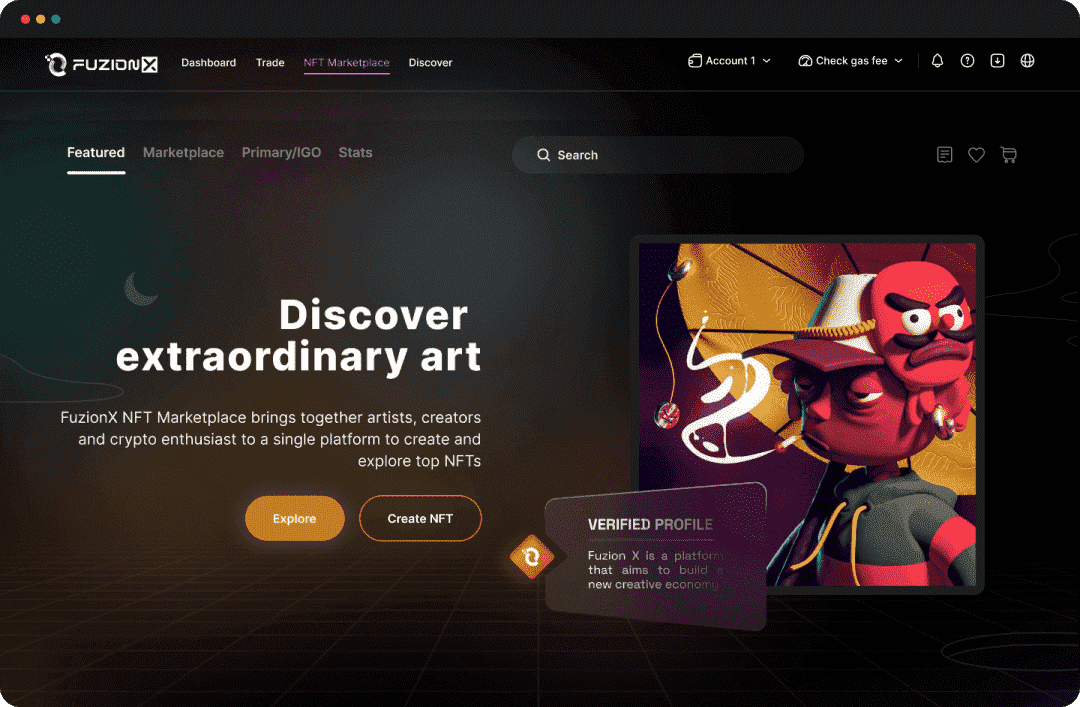 FUZIONX
Dashboard
Trade
NFT Marketplace
Discover
Account 1
Check gas fee
Featured
Marketplace
Primary/IGO
Stats
Search
Discover
extraordinary art
FuzionX NFT Marketplace brings together artists, creators
and crypto enthusiast to a single platform to create and
explore top NFTs
Explore
Create NFT
VERIFIED PROFILE
Fuzion X is a platform
that aims to build a
new creative economy